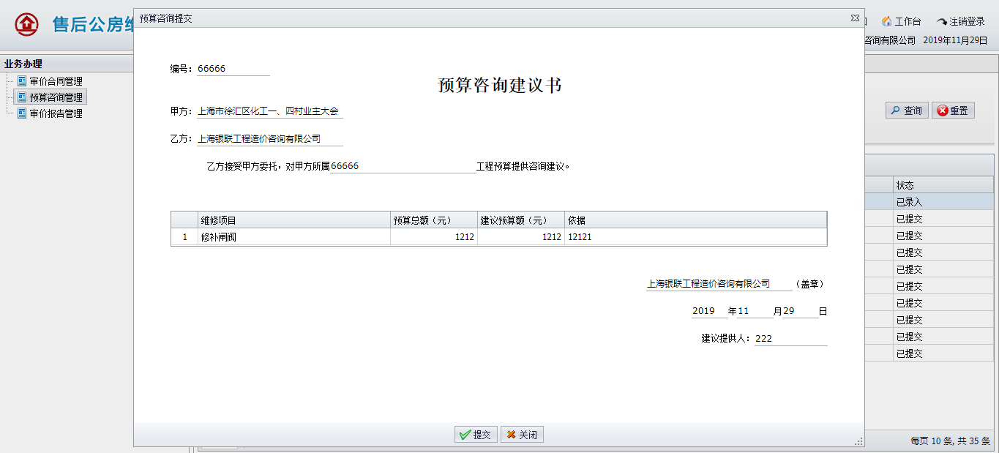 售后公房维
工作台
注销登录
咨询有限公司 2019年11月29日
业务办理
审价合同管理
预算咨询管理
审价报告管理
预算咨询提交
编号：66666
预算咨询建议书
甲方：上海市徐汇区化工一、四村业主大会
乙方：上海银联工程造价咨询有限公司
乙方接受甲方委托，对甲方所属66666 工程预算提供咨询建议。
维修项目 预算总额（元） 建议预算额（元） 依据
1 修补闸阀 1212 1212 12121
上海银联工程造价咨询有限公司 （盖章）
2019 年11 月29 日
建议提供人：222
提交 关闭
查询 重置
状态
已录入
已提交
已提交
已提交
已提交
已提交
已提交
已提交
已提交
已提交
每页 10 条, 共 35 条